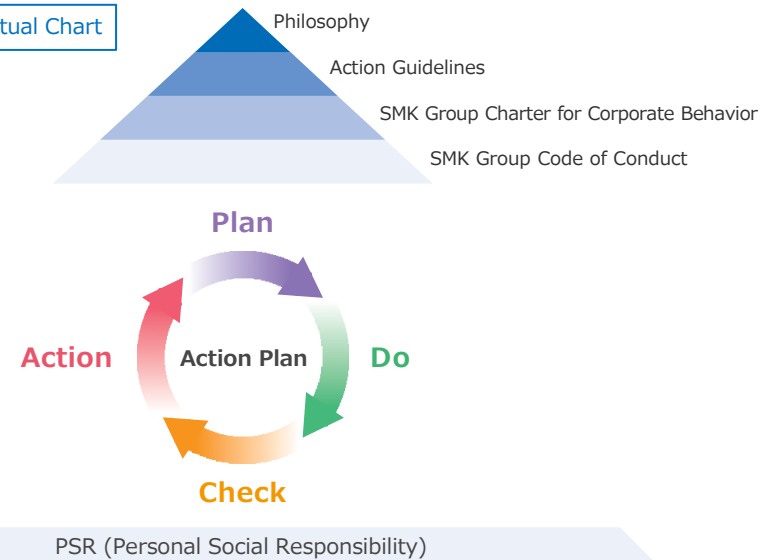 tual Chart
Philosophy
Action Guidelines
SMK Group Charter for Corporate Behavior
SMK Group Code of Conduct
Plan
Action
Action Plan
Do
Check
PSR (Personal Social Responsibility)